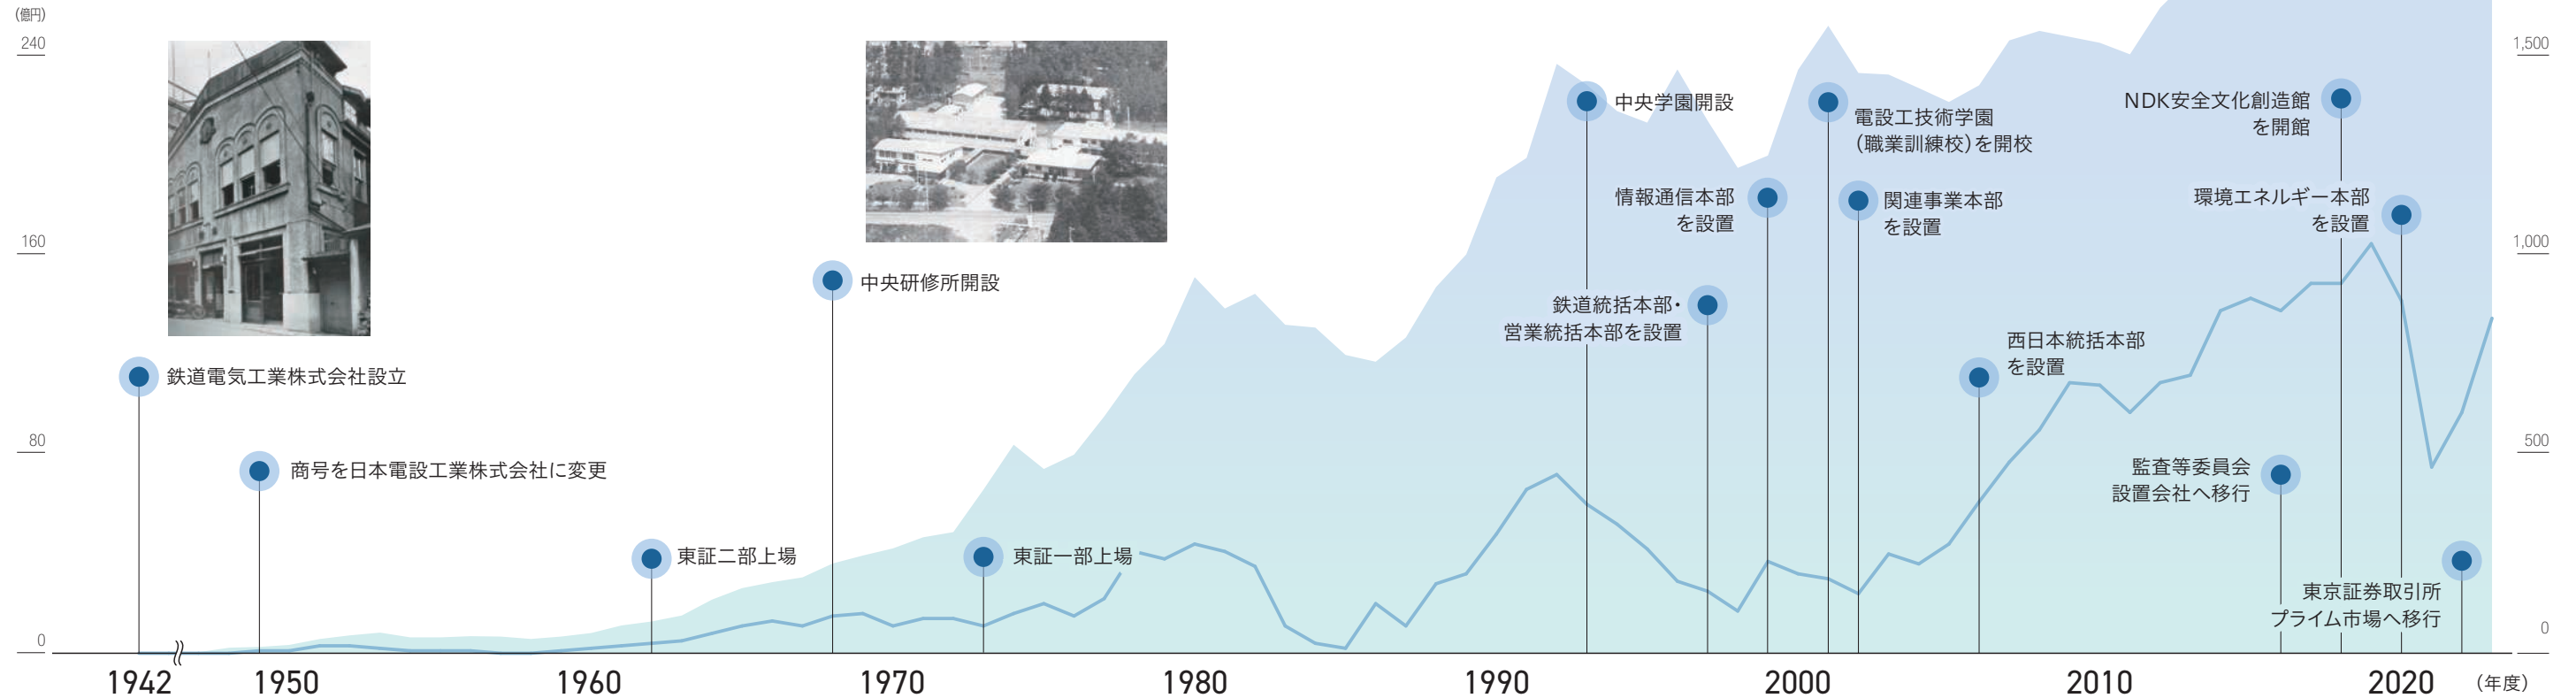 (億円)
240
160
80
0
1,500
1,000
500
0
鉄道電気工業株式会社設立
商号を日本電設工業株式会社に変更
東証二部上場
中央研修所開設
東証一部上場
中央学園開設
鉄道統括本部・
営業統括本部を設置
情報通信本部
を設置
電設工技術学園
（職業訓練校）を開校
関連事業本部
を設置
西日本統括本部
を設置
監査等委員会
設置会社へ移行
NDK安全文化創造館
を開館
環境エネルギー本部
を設置
東京証券取引所
プライム市場へ移行
1942
1950
1960
1970
1980
1990
2000
2010
2020
（年度）